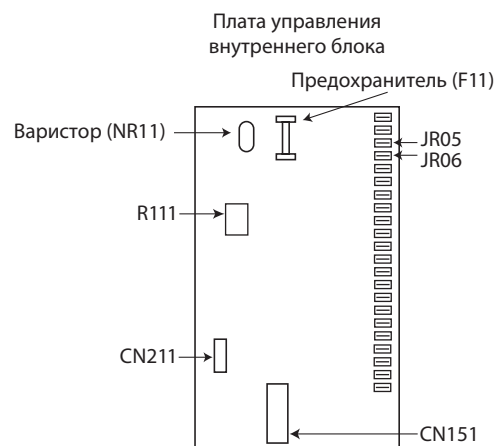 Плата управления
внутреннего блока
Предохранитель (F11)
Варистор (NR11)
JR05
JR06
R111
CN211
CN151